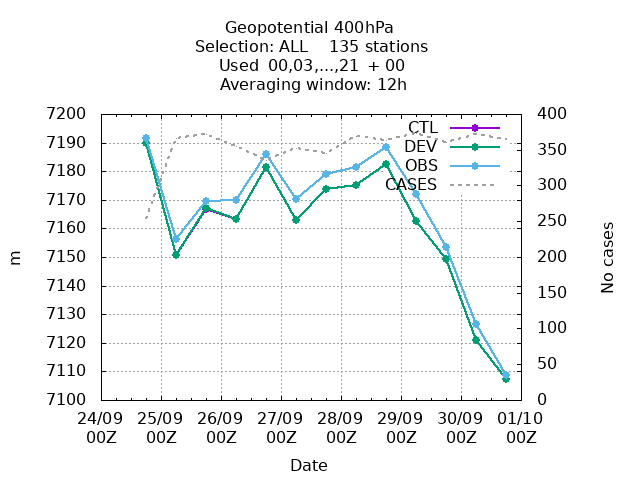 Geopotential 400hPa
Selection: ALL    135 stations
Used 00,03,...,21 + 00
Averaging window: 12h
7200
7190
7180
7170
7160
7150
7140
7130
7120
7110
7100
m
400
350
300
250
200
150
100
50
0
No cases
CTL
DEV
OBS
CASES
24/09 25/09 26/09 27/09 28/09 29/09 30/09 01/10
00Z 00Z 00Z 00Z 00Z 00Z 00Z 00Z
Date